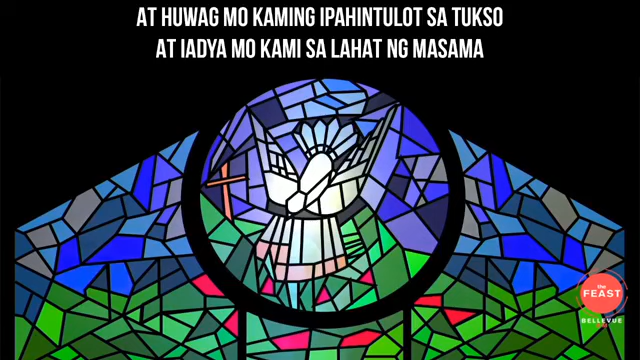 AT HUWAG MO KAMING IPAHINTULOT SA TUKSO
AT IADYA MO KAMI SA LAHAT NG MASAMA
the
FEAST
BELLEVUE